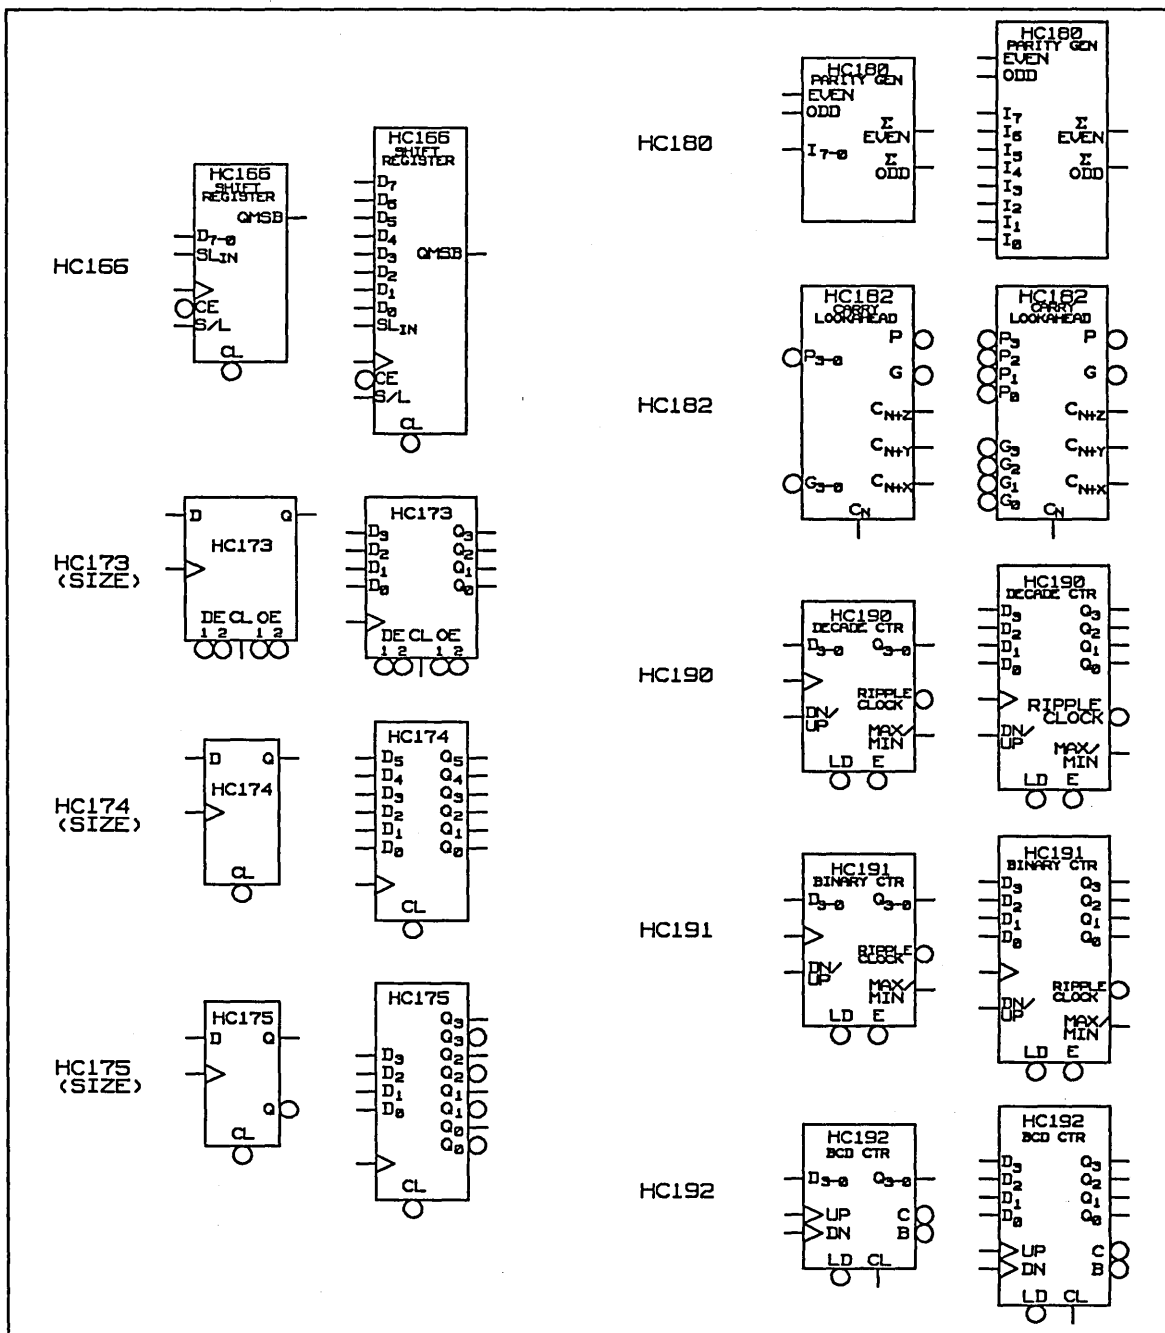 HC166
HC166
SHIFT
REGISTER
QMSB
D7-0
SLIN
CE
S/L
CL
HC166
SHIFT
REGISTER
D7
D6
D5
D4
D3 QMSB
D2
D1
D0
SLIN
CE
S/L
CL
HC173
(SIZE)
D Q
HC173
DE CL OE
1 2 1 2
HC173
D3 Q3
D2 Q2
D1 Q1
D0 Q0
DE CL OE
1 2 1 2
HC174
(SIZE)
D Q
HC174
CL
HC174
D5 Q5
D4 Q4
D3 Q3
D2 Q2
D1 Q1
D0 Q0
CL
HC175
(SIZE)
HC175
D Q
Q
CL
HC175
Q3
Q3
D3 Q2
D2 Q2
D1 Q1
D0 Q1
Q0
Q0
CL
HC180
HC180
PARITY GEN
EVEN
ODD
Σ
EVEN
I7-0
Σ
ODD
HC180
PARITY GEN
EVEN
ODD
I7
Σ
I6 EVEN
I5
Σ
I4 ODD
I3
I2
I1
I0
HC182
HC182
CARRY
LOOKAHEAD
P
P3-0
G
CN+Z
CN+Y
G3-0 CN+X
CN
HC182
CARRY
LOOKAHEAD
P3 P
P2
P1 G
P0
CN+Z
G3 CN+Y
G2
G1 CN+X
G0
CN
HC190
HC190
DECADE CTR
D3-0 Q3-0
RIPPLE
CLOCK
DN/
UP
MAX/
MIN
LD E
HC190
DECADE CTR
D3 Q3
D2 Q2
D1 Q1
D0 Q0
RIPPLE
CLOCK
DN/
UP
MAX/
MIN
LD E
HC191
HC191
BINARY CTR
D3-0 Q3-0
RIPPLE
CLOCK
DN/
UP
MAX/
MIN
LD E
HC191
BINARY CTR
D3 Q3
D2 Q2
D1 Q1
D0 Q0
RIPPLE
CLOCK
DN/
UP
MAX/
MIN
LD E
HC192
HC192
BCD CTR
D3-0 Q3-0
UP C
DN B
LD CL
HC192
BCD CTR
D3 Q3
D2 Q2
D1 Q1
D0 Q0
UP C
DN B
LD CL